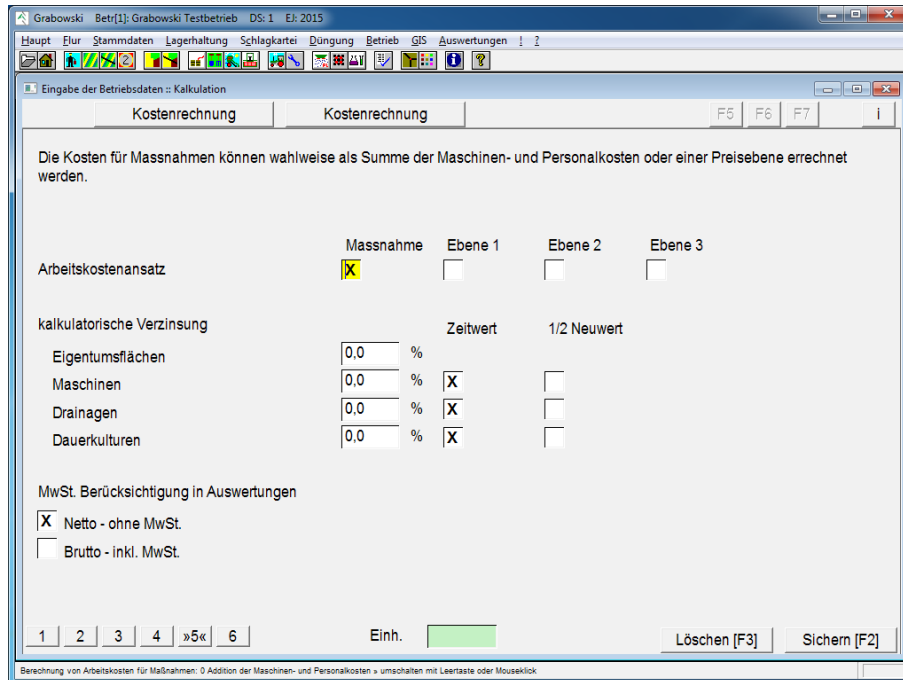 Grabowski Betr[1]: Grabowski Testbetrieb DS: 1 EJ: 2015
Haupt Flur Stammdaten Lagerhaltung Schlagkartei Düngung Betrieb GIS Auswertungen ! ?
Eingabe der Betriebsdaten :: Kalkulation
Kostenrechnung Kostenrechnung F5 F6 F7 i
Die Kosten für Massnahmen können wahlweise als Summe der Maschinen- und Personalkosten oder einer Preisebene errechnet
werden.
Massnahme Ebene 1 Ebene 2 Ebene 3
Arbeitskostenansatz X
kalkulatorische Verzinsung Zeitwert 1/2 Neuwert
Eigentumsflächen 0,0 %
Maschinen 0,0 % X
Drainagen 0,0 % X
Dauerkulturen 0,0 % X
MwSt. Berücksichtigung in Auswertungen
X Netto - ohne MwSt.
Brutto - inkl. MwSt.
1 2 3 4 »5« 6 Einh. Löschen [F3] Sichern [F2]
Berechnung von Arbeitskosten für Maßnahmen: 0 Addition der Maschinen- und Personalkosten » umschalten mit Leertaste oder Mouseklick